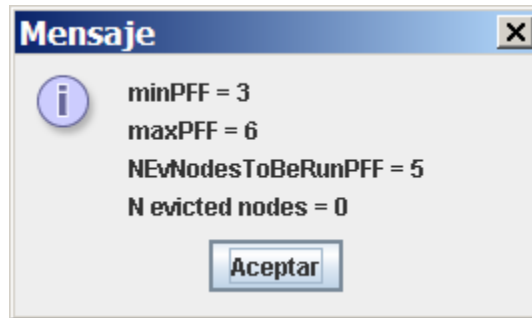 Mensaje
minPFF = 3
maxPFF = 6
NEvNodesToBeRunPFF = 5
N evicted nodes = 0
Aceptar